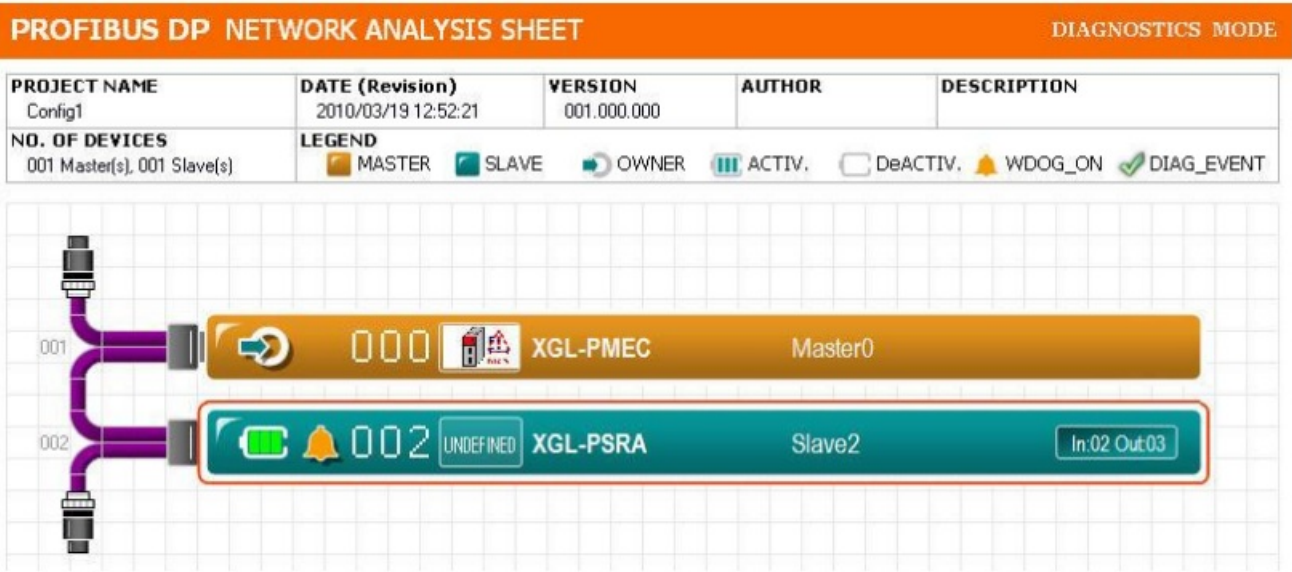 PROFIBUS DP NETWORK ANALYSIS SHEET DIAGNOSTICS MODE
PROJECT NAME DATE (Revision) VERSION AUTHOR DESCRIPTION
Config1 2010/03/19 12:52:21 001.000.000
NO. OF DEVICES LEGEND
001 Master(s), 001 Slave(s) MASTER SLAVE OWNER ACTIV. DeACTIV. WDOG_ON DIAG_EVENT
001 000 XGL-PMEC Master0
002 002 UNDEFINED XGL-PSRA Slave2 In:02 Out:03